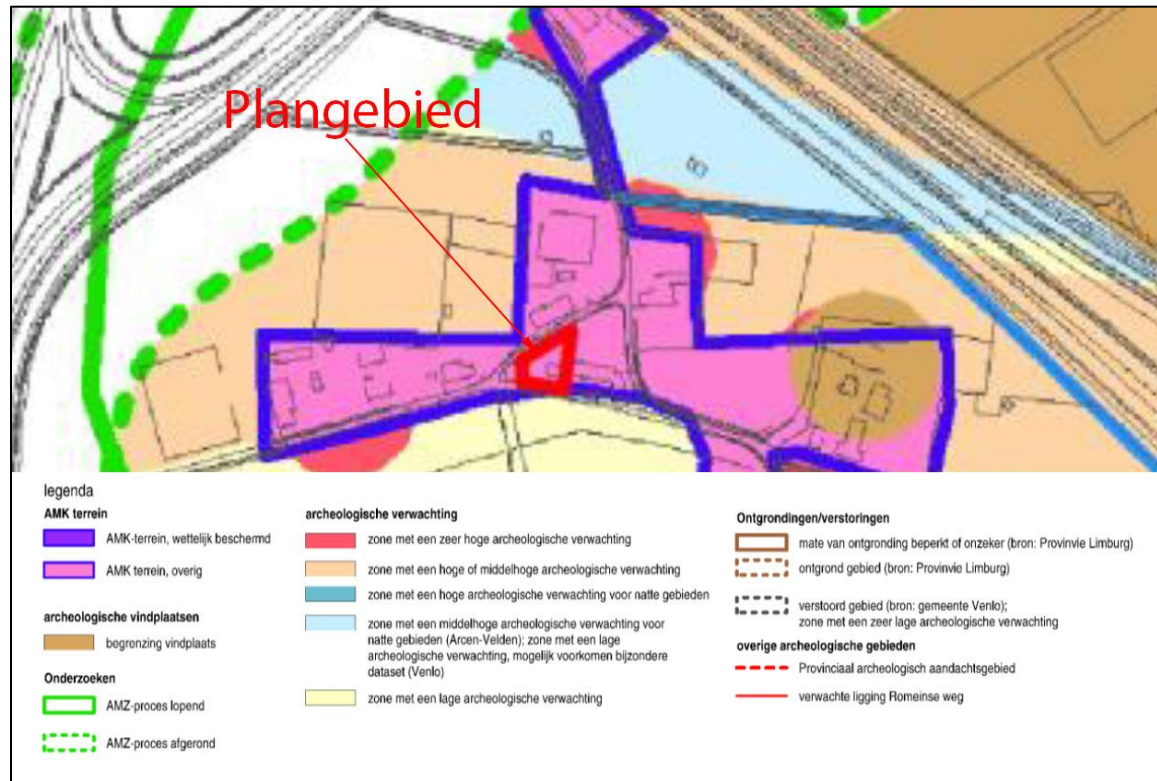 Plangebied
legenda
AMK terrein
AMK-terrein, wettelijk beschermd
AMK terrein, overig
archeologische vindplaatsen
begrenzing vindplaats
Onderzoeken
AMZ-proces lopend
AMZ-proces afgerond
archeologische verwachting
zone met een zeer hoge archeologische verwachting
zone met een hoge of middelhoge archeologische verwachting
zone met een hoge archeologische verwachting voor natte gebieden
zone met een middelhoge archeologische verwachting voor
natte gebieden (Arcen-Velden); zone met een lage
archeologische verwachting, mogelijk voorkomen bijzondere
dataset (Venlo)
zone met een lage archeologische verwachting
Ontgrondingen/verstoringen
mate van ontgronding beperkt of onzeker (bron: Provinvie Limburg)
ontgrond gebied (bron: Provinvie Limburg)
verstoord gebied (bron: gemeente Venlo);
zone met een zeer lage archeologische verwachting
overige archeologische gebieden
Provinciaal archeologisch aandachtsgebied
verwachte ligging Romeinse weg